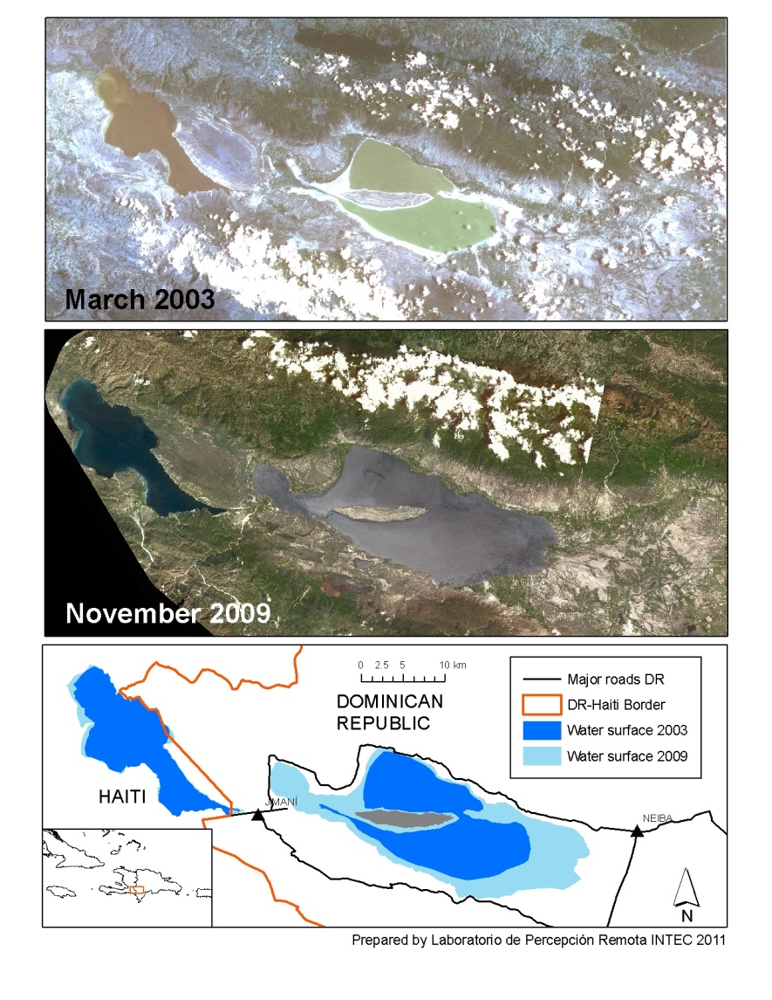 March 2003
November 2009
0 2.5 5 10 km
DOMINICAN
REPUBLIC
Major roads DR
DR-Haiti Border
Water surface 2003
Water surface 2009
HAITI
JIMANÍ
NEIBA
N
Prepared by Laboratorio de Percepción Remota INTEC 2011